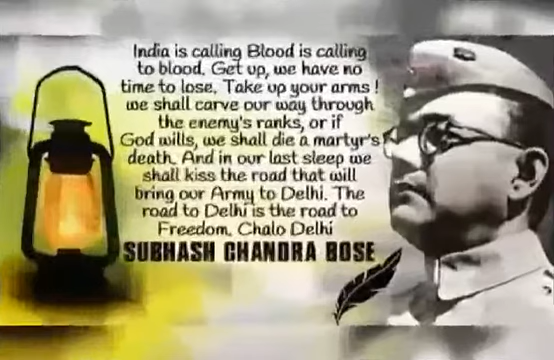 India is calling Blood is calling
to blood. Get up, we have no
time to lose. Take up your arms !
we shall carve our way through
the enemy's ranks, or if
God wills, we shall die a martyr's
death. And in our last sleep we
shall kiss the road that will
bring our Army to Delhi. The
road to Delhi is the road to
Freedom. Chalo Delhi
SUBHASH CHANDRA BOSE